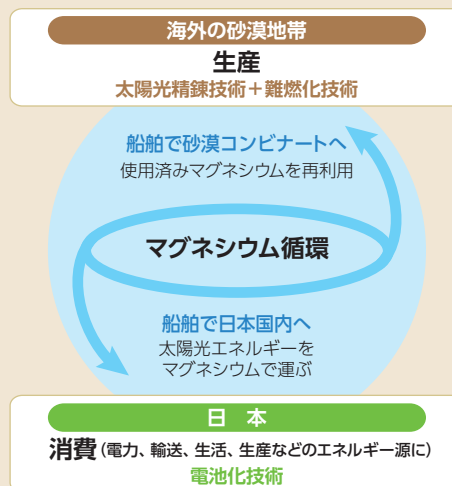 海外の砂漠地帯
生産
太陽光精錬技術＋難燃化技術
船舶で砂漠コンビナートへ
使用済みマグネシウムを再利用
マグネシウム循環
船舶で日本国内へ
太陽光エネルギーを
マグネシウムで運ぶ
日 本
消費（電力、輸送、生活、生産などのエネルギー源に）
電池化技術